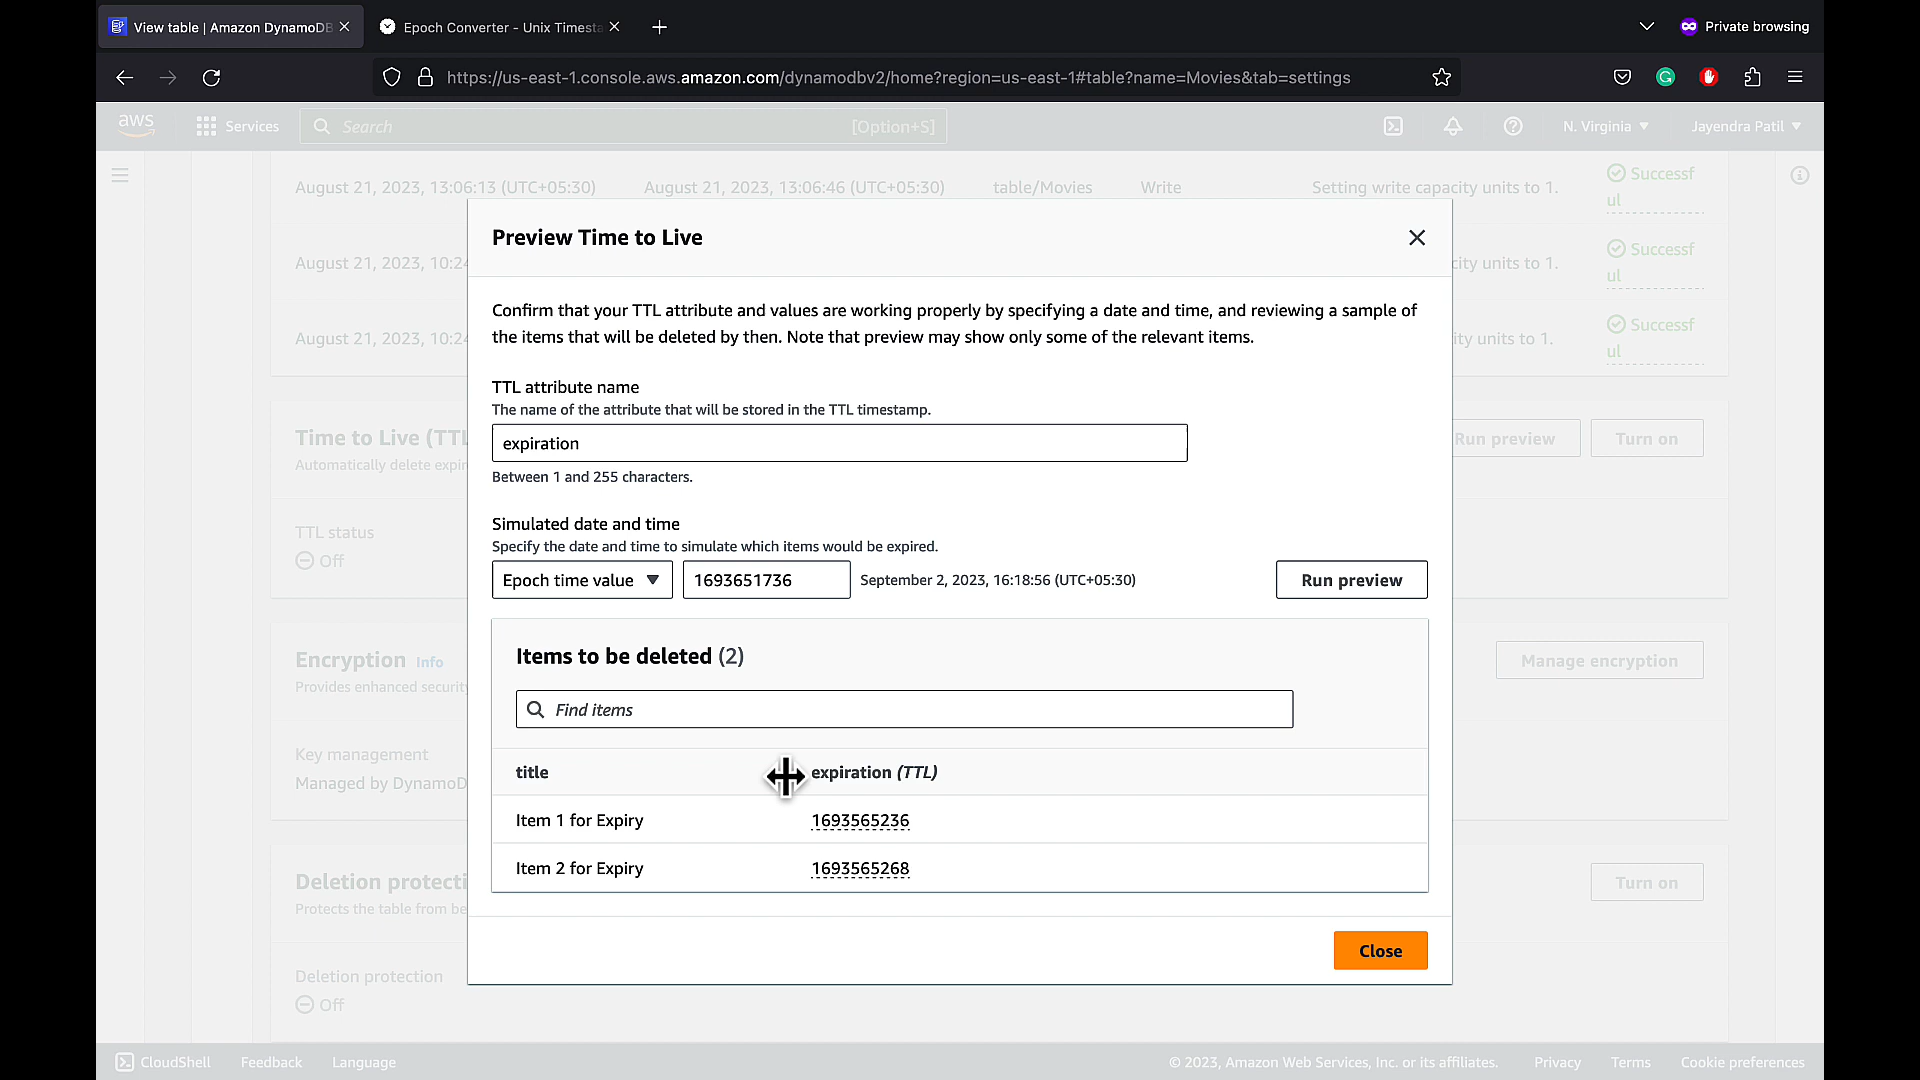 View table | Amazon DynamoDB
Epoch Converter - Unix Timesta
Private browsing
https://us-east-1.console.aws.amazon.com/dynamodbv2/home?region=us-east-1#table?name=Movies&tab=settings
aws
Services
Search
[Option+S]
N. Virginia
Jayendra Patil
August 21, 2023, 13:06:13 (UTC+05:30)
August 21, 2023, 13:06:46 (UTC+05:30)
table/Movies
Write
Setting write capacity units to 1.
Successf
ul
August 21, 2023, 10:24
city units to 1.
Successf
ul
August 21, 2023, 10:24
ity units to 1.
Successf
ul
Preview Time to Live
Confirm that your TTL attribute and values are working properly by specifying a date and time, and reviewing a sample of
the items that will be deleted by then. Note that preview may show only some of the relevant items.
TTL attribute name
The name of the attribute that will be stored in the TTL timestamp.
expiration
Between 1 and 255 characters.
Simulated date and time
Specify the date and time to simulate which items would be expired.
Epoch time value
1693651736
September 2, 2023, 16:18:56 (UTC+05:30)
Run preview
Items to be deleted (2)
Find items
title
expiration (TTL)
Item 1 for Expiry
1693565236
Item 2 for Expiry
1693565268
Close
Time to Live (TTL
Run preview
Turn on
Automatically delete expir
TTL status
Off
Encryption Info
Provides enhanced security
Manage encryption
Key management
Managed by DynamoD
Deletion protecti
Protects the table from be
Turn on
Deletion protection
Off
CloudShell
Feedback
Language
© 2023, Amazon Web Services, Inc. or its affiliates.
Privacy
Terms
Cookie preferences